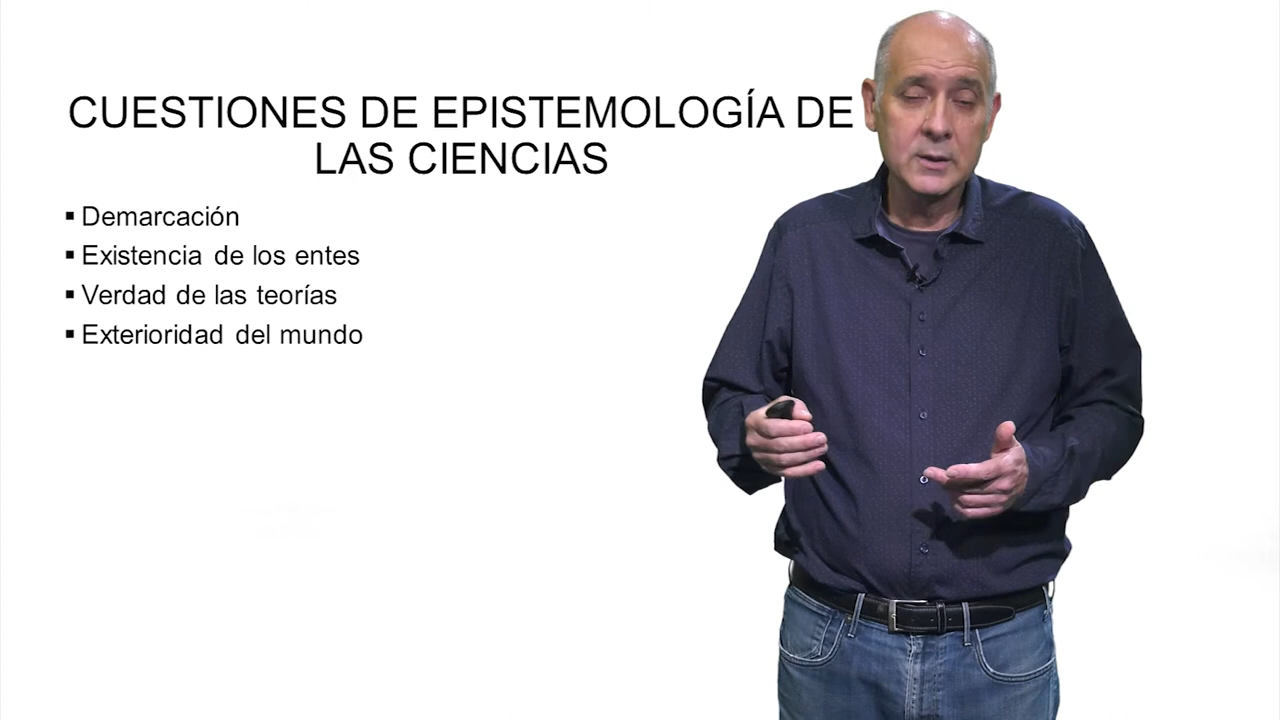 CUESTIONES DE EPISTEMOLOGÍA DE
LAS CIENCIAS
▪ Demarcación
▪ Existencia de los entes
▪ Verdad de las teorías
▪ Exterioridad del mundo